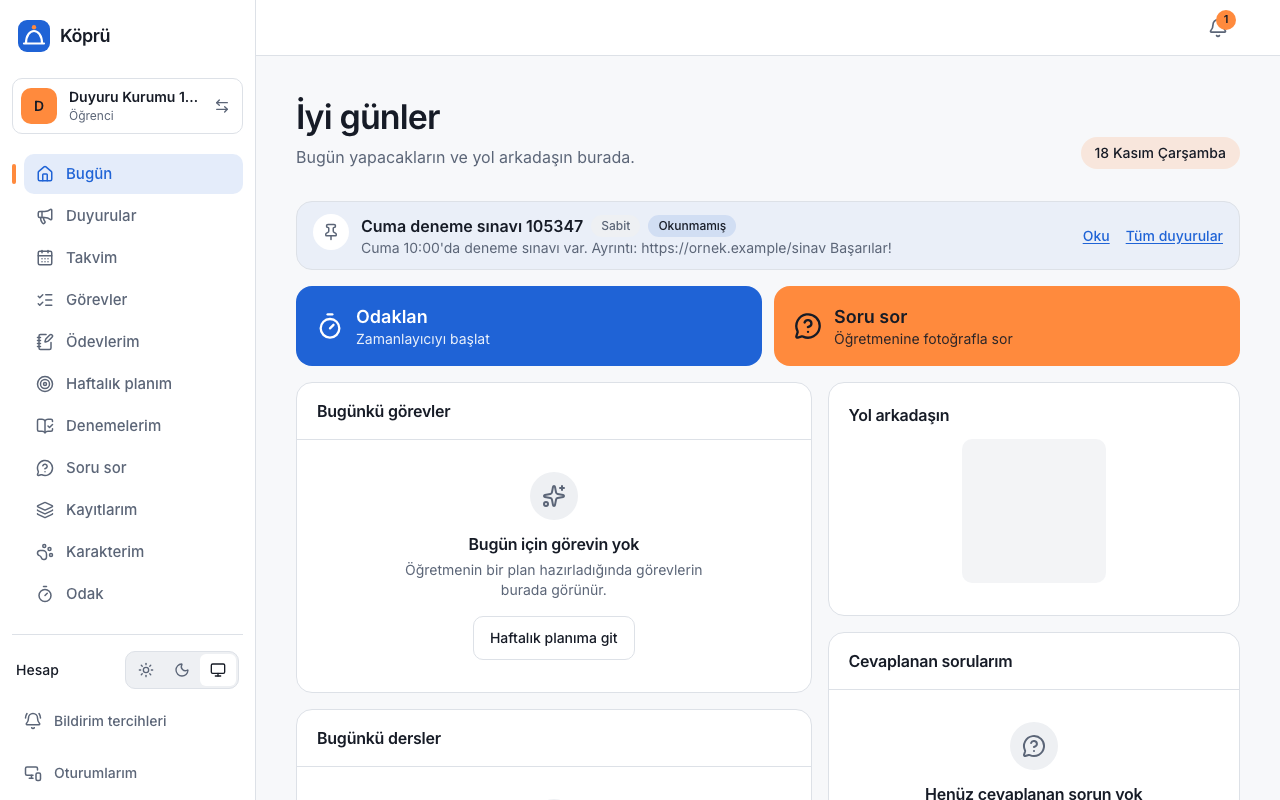 Köprü
D
Duyuru Kurumu 1...
Öğrenci
Bugün
Duyurular
Takvim
Görevler
Ödevlerim
Haftalık planım
Denemelerim
Soru sor
Kayıtlarım
Karakterim
Odak
Hesap
Bildirim tercihleri
Oturumlarım
1
İyi günler
Bugün yapacakların ve yol arkadaşın burada.
18 Kasım Çarşamba
Cuma deneme sınavı 105347 Sabit Okunmamış
Cuma 10:00'da deneme sınavı var. Ayrıntı: https://ornek.example/sinav Başarılar!
Oku Tüm duyurular
Odaklan
Zamanlayıcıyı başlat
Soru sor
Öğretmenine fotoğrafla sor
Bugünkü görevler
Bugün için görevin yok
Öğretmenin bir plan hazırladığında görevlerin
burada görünür.
Haftalık planıma git
Bugünkü dersler
Yol arkadaşın
Cevaplanan sorularım
Henüz cevaplanan sorun yok